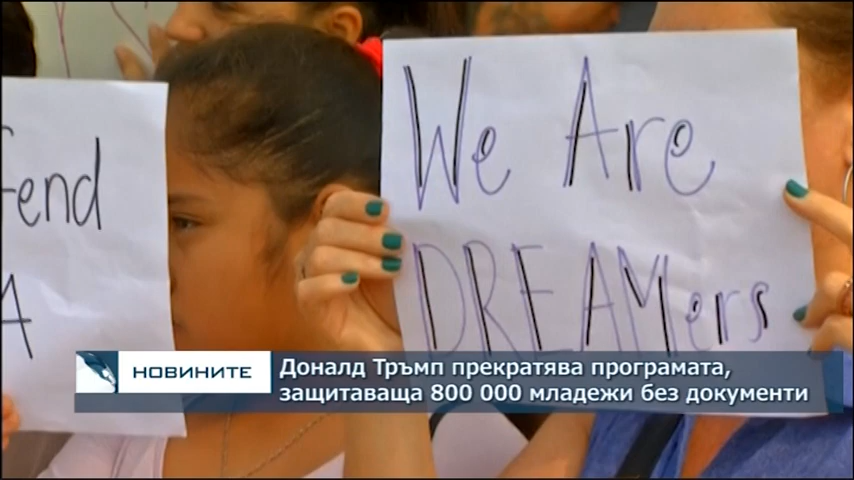 We Are
DREAMers
fend
A
НОВИНИТЕ
Доналд Тръмп прекратява програмата,
защитаваща 800 000 младежи без документи